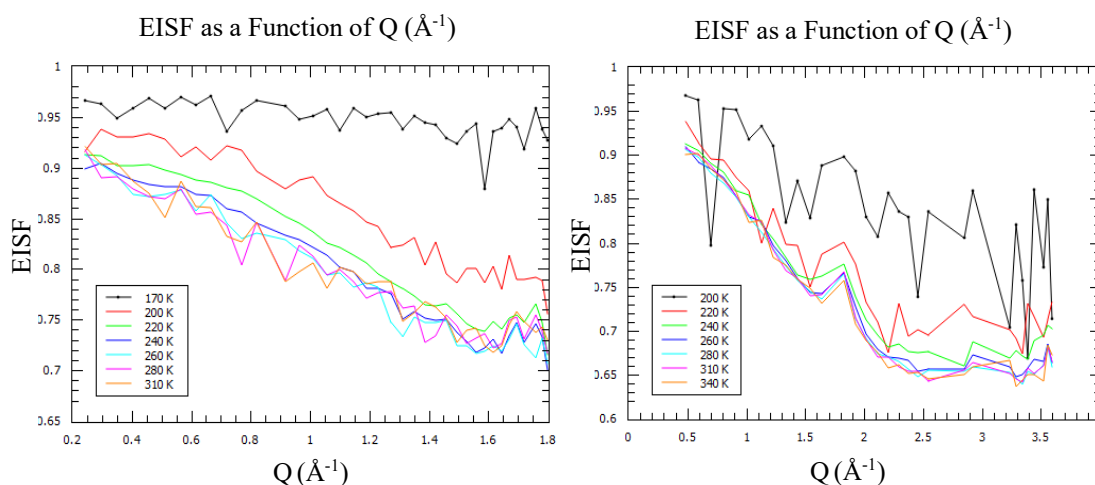 EISF as a Function of Q (Å-1)
EISF
1
0.95
0.9
0.85
0.8
0.75
0.7
0.65
170 K
200 K
220 K
240 K
260 K
280 K
310 K
0.2
0.4
0.6
0.8
1
1.2
1.4
1.6
1.8
Q (Å-1)
EISF as a Function of Q (Å-1)
EISF
1
0.95
0.9
0.85
0.8
0.75
0.7
0.65
0.6
200 K
220 K
240 K
260 K
280 K
310 K
340 K
0
0.5
1
1.5
2
2.5
3
3.5
Q (Å-1)